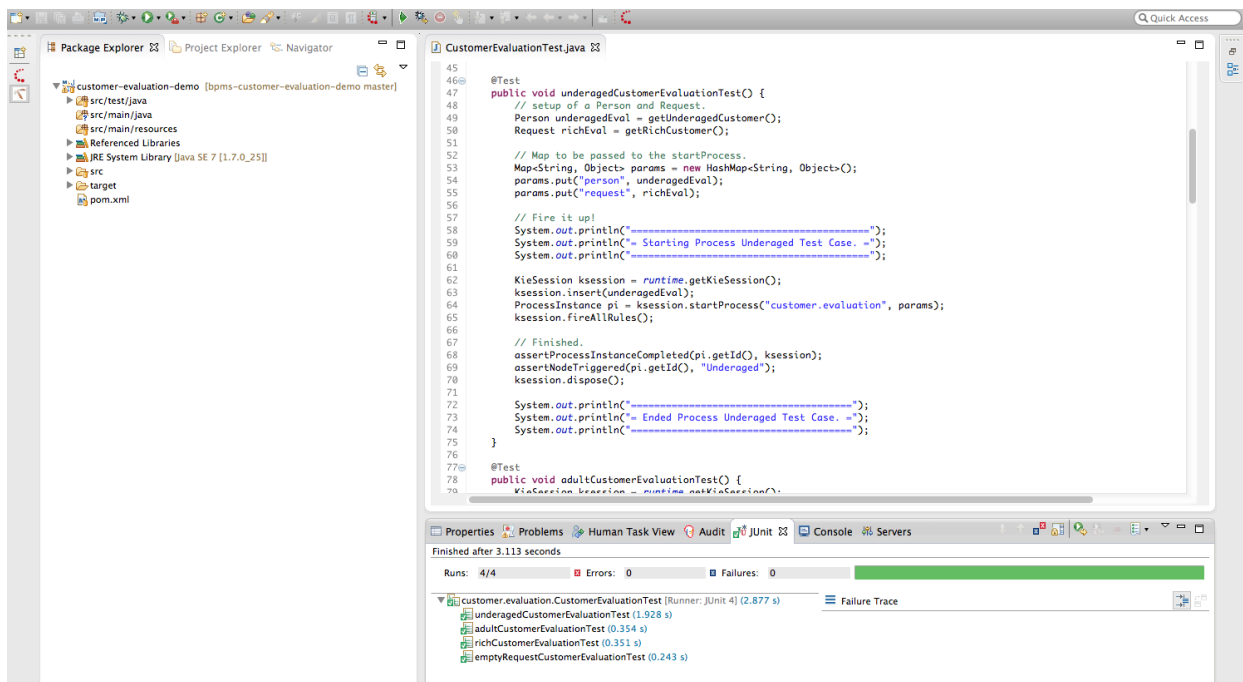 Quick Access
Package Explorer
Project Explorer
Navigator
customer-evaluation-demo [bpms-customer-evaluation-demo master]
src/test/java
src/main/java
src/main/resources
Referenced Libraries
JRE System Library [Java SE 7 [1.7.0_25]]
src
target
pom.xml
CustomerEvaluationTest.java
45
46 @Test
47 public void underagedCustomerEvaluationTest() {
48 // setup of a Person and Request.
49 Person underagedEval = getUnderagedCustomer();
50 Request richEval = getRichCustomer();
51
52 // Map to be passed to the startProcess.
53 Map<String, Object> params = new HashMap<String, Object>();
54 params.put("person", underagedEval);
55 params.put("request", richEval);
56
57 // Fire it up!
58 System.out.println("=========================================");
59 System.out.println("= Starting Process Underaged Test Case. =");
60 System.out.println("=========================================");
61
62 KieSession ksession = runtime.getKieSession();
63 ksession.insert(underagedEval);
64 ProcessInstance pi = ksession.startProcess("customer.evaluation", params);
65 ksession.fireAllRules();
66
67 // Finished.
68 assertProcessInstanceCompleted(pi.getId(), ksession);
69 assertNodeTriggered(pi.getId(), "Underaged");
70 ksession.dispose();
71
72 System.out.println("======================================");
73 System.out.println("= Ended Process Underaged Test Case. =");
74 System.out.println("======================================");
75 }
76
77 @Test
78 public void adultCustomerEvaluationTest() {
79 KieSession ksession = runtime.getKieSession();
Properties
Problems
Human Task View
Audit
JUnit
Console
Servers
Finished after 3.113 seconds
Runs: 4/4
Errors: 0
Failures: 0
customer.evaluation.CustomerEvaluationTest [Runner: JUnit 4] (2.877 s)
underagedCustomerEvaluationTest (1.928 s)
adultCustomerEvaluationTest (0.354 s)
richCustomerEvaluationTest (0.351 s)
emptyRequestCustomerEvaluationTest (0.243 s)
Failure Trace